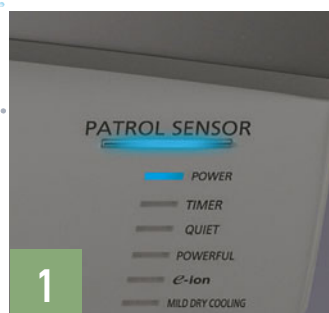 PATROL SENSOR
POWER
TIMER
QUIET
POWERFUL
e-ion
MILD DRY COOLING
1